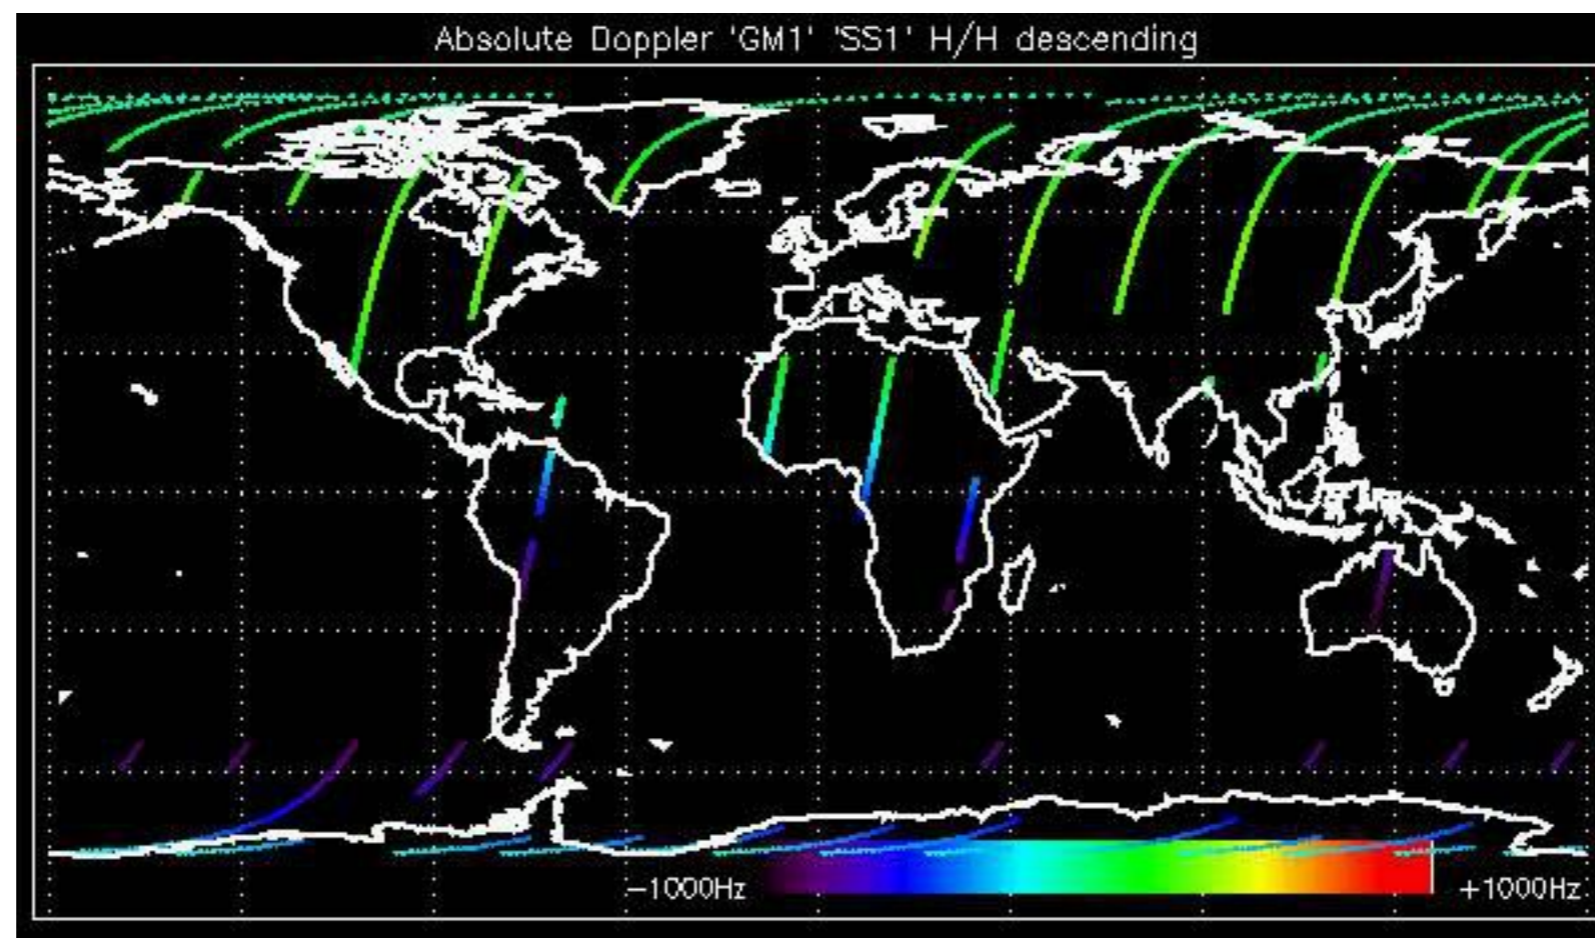 Absolute Doppler 'GM1' 'SS1' H/H descending
−1000Hz +1000Hz